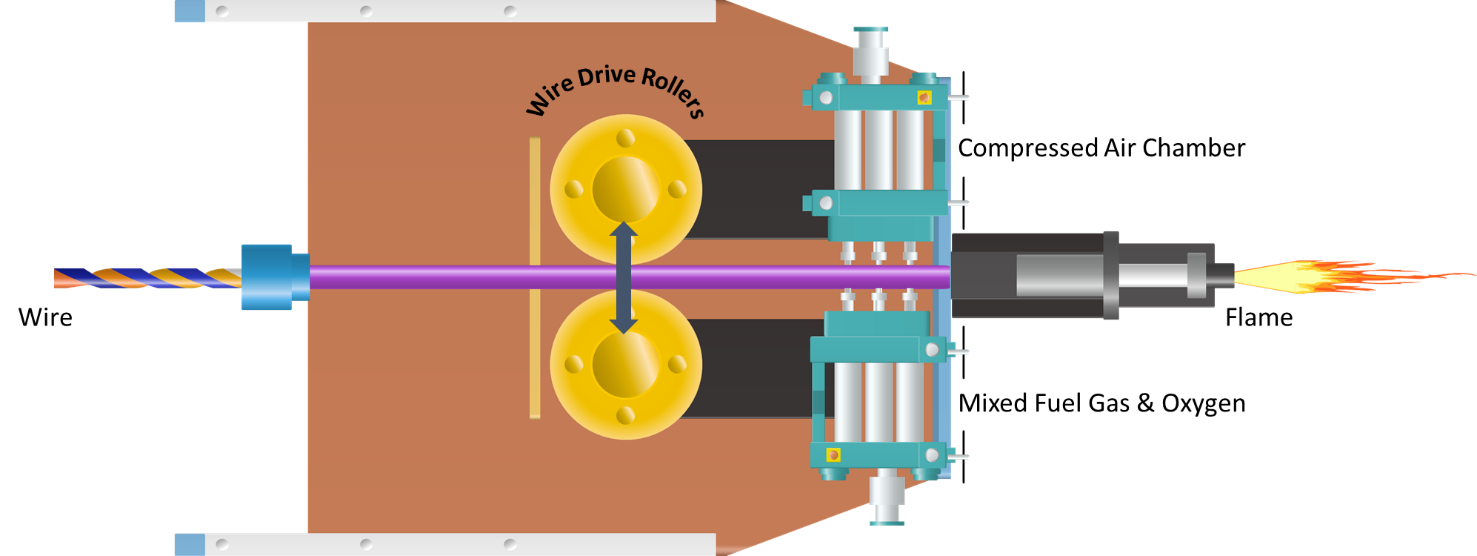 Wire Drive Rollers
Compressed Air Chamber
Wire
Flame
Mixed Fuel Gas & Oxygen